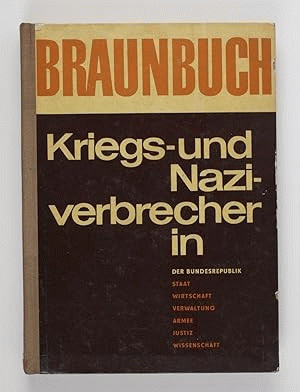 BRAUNBUCH
Kriegs-und
Nazi-
verbrecher
in
DER BUNDESREPUBLIK
STAAT
WIRTSCHAFT
VERWALTUNG
ARMEE
JUSTIZ
WISSENSCHAFT